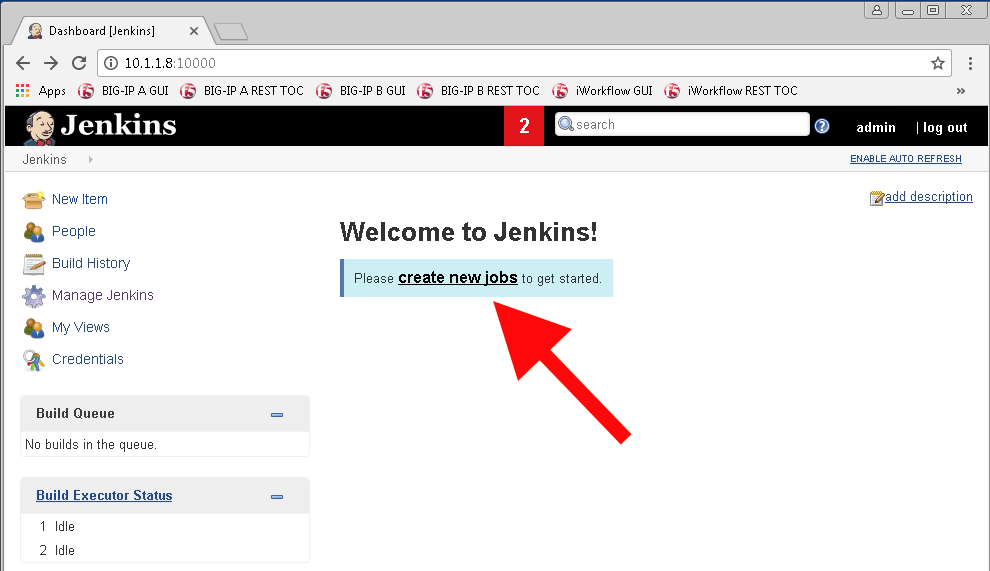 Dashboard [Jenkins]
10.1.1.8:10000
Apps BIG-IP A GUI BIG-IP A REST TOC BIG-IP B GUI BIG-IP B REST TOC iWorkflow GUI iWorkflow REST TOC »
Jenkins 2 search ? admin | log out
Jenkins ENABLE AUTO REFRESH
New Item
add description
People
Welcome to Jenkins!
Build History
Please create new jobs to get started.
Manage Jenkins
My Views
Credentials
Build Queue
No builds in the queue.
Build Executor Status
1 Idle
2 Idle